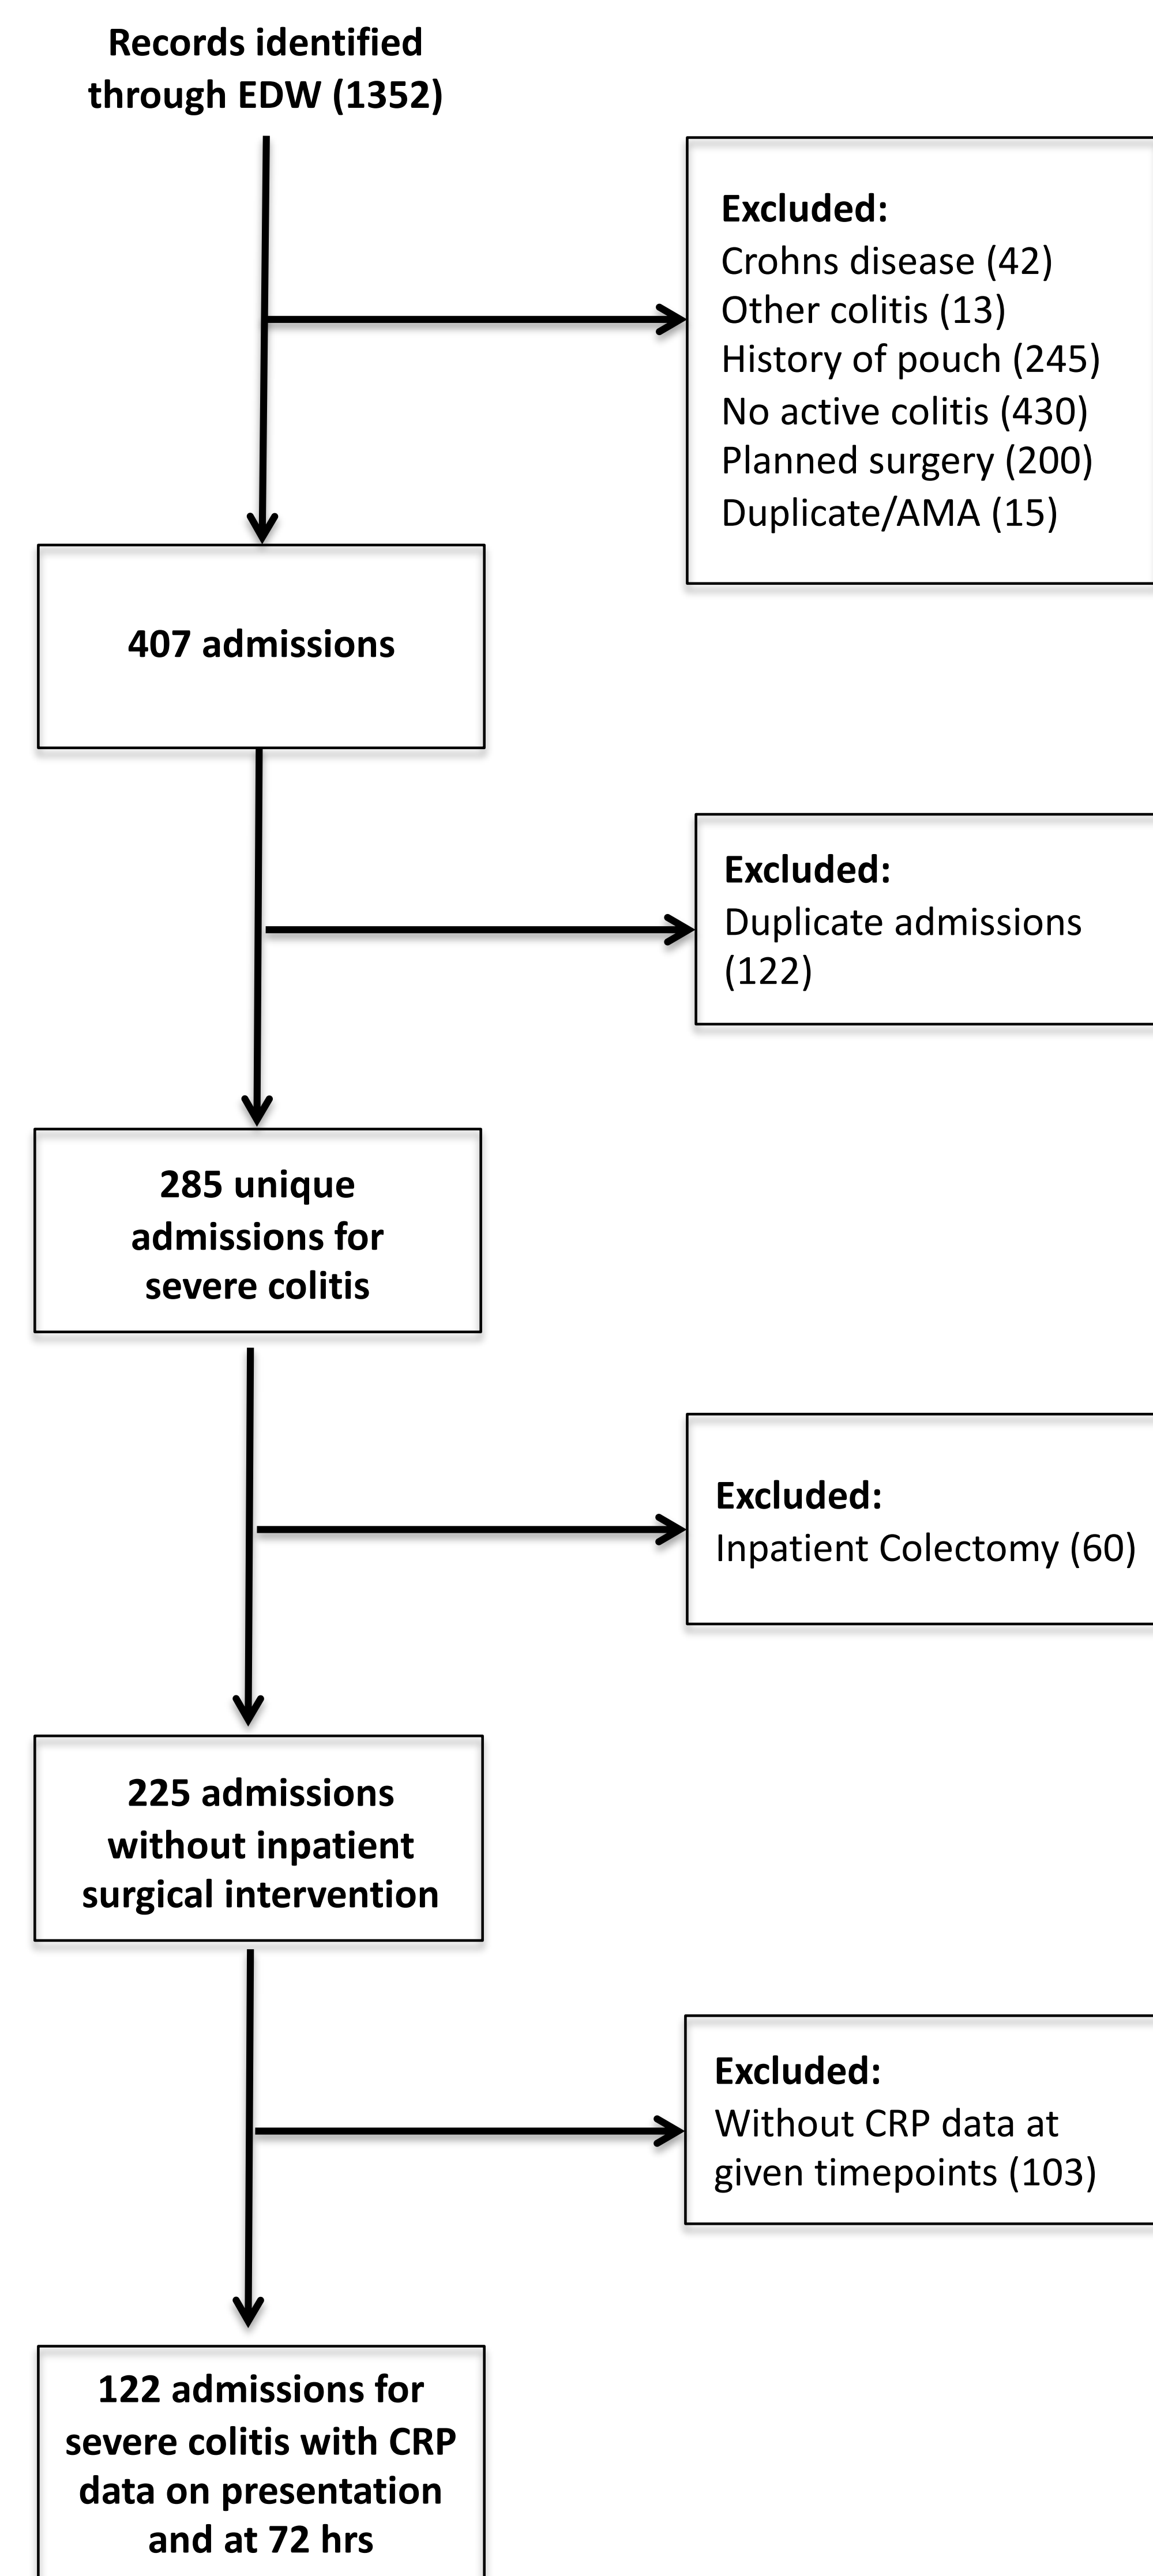 Records identified
through EDW (1352)
Excluded:
Crohns disease (42)
Other colitis (13)
History of pouch (245)
No active colitis (430)
Planned surgery (200)
Duplicate/AMA (15)
407 admissions
Excluded:
Duplicate admissions
(122)
285 unique
admissions for
severe colitis
Excluded:
Inpatient Colectomy (60)
225 admissions
without inpatient
surgical intervention
Excluded:
Without CRP data at
given timepoints (103)
122 admissions for
severe colitis with CRP
data on presentation
and at 72 hrs